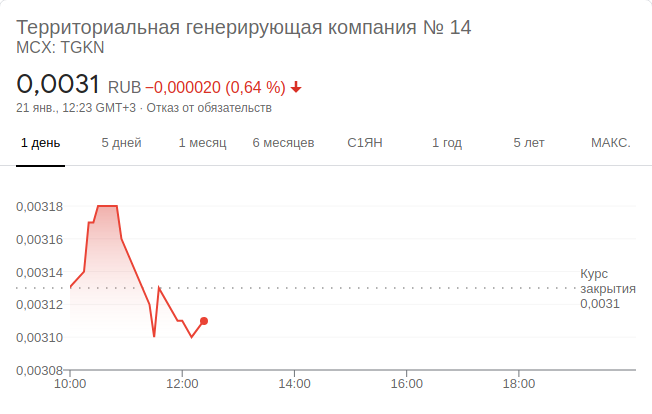 Территориальная генерирующая компания № 14
MCX: TGKN
0,0031 RUB −0,000020 (0,64 %)
21 янв., 12:23 GMT+3 · Отказ от обязательств
1 день 5 дней 1 месяц 6 месяцев С1ЯН 1 год 5 лет МАКС.
0,00318
0,00316
0,00314
0,00312
0,00310
0,00308
Курс
закрытия
0,0031
10:00 12:00 14:00 16:00 18:00